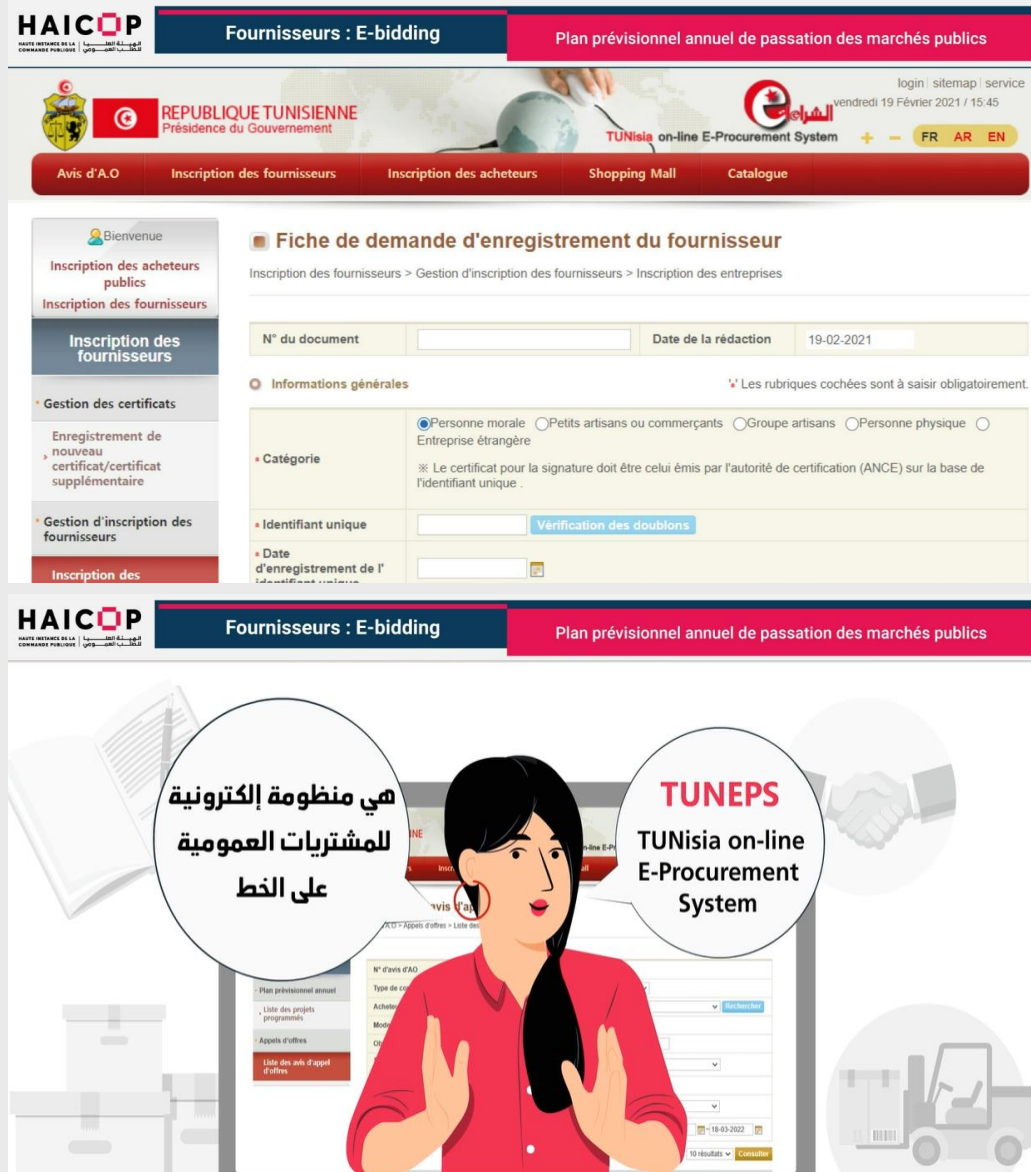 HAICOP
HAUTE INSTANCE DE LA
COMMANDE PUBLIQUE
الهيئة العليا
للطلب العمومي
Fournisseurs : E-bidding
Plan prévisionnel annuel de passation des marchés publics
REPUBLIQUE TUNISIENNE
Présidence du Gouvernement
الشراء
TUNisia on-line E-Procurement System
login | sitemap | service
vendredi 19 Février 2021 / 15:45
+ − FR AR EN
Avis d'A.O Inscription des fournisseurs Inscription des acheteurs Shopping Mall Catalogue
Bienvenue
Inscription des acheteurs
publics
Inscription des fournisseurs
Inscription des
fournisseurs
Gestion des certificats
Enregistrement de
nouveau
certificat/certificat
supplémentaire
Gestion d'inscription des
fournisseurs
Inscription des
Fiche de demande d'enregistrement du fournisseur
Inscription des fournisseurs > Gestion d'inscription des fournisseurs > Inscription des entreprises
N° du document Date de la rédaction 19-02-2021
Informations générales '*' Les rubriques cochées sont à saisir obligatoirement.
Catégorie
Personne morale Petits artisans ou commerçants Groupe artisans Personne physique
Entreprise étrangère
※ Le certificat pour la signature doit être celui émis par l'autorité de certification (ANCE) sur la base de
l'identifiant unique .
Identifiant unique Vérification des doublons
Date
d'enregistrement de l'
identifiant unique
HAICOP
HAUTE INSTANCE DE LA
COMMANDE PUBLIQUE
الهيئة العليا
للطلب العمومي
Fournisseurs : E-bidding
Plan prévisionnel annuel de passation des marchés publics
هي منظومة إلكترونية
للمشتريات العمومية
على الخط
TUNEPS
TUNisia on-line
E-Procurement
System
A.O > Appels d'offres > Liste des
N° d'avis d'AO
Type de
Rechercher
Plan prévisionnel annuel
Liste des projets
programmés
Appels d'offres
Liste des avis d'appel
d'offres
18-03-2022
10 résultats Consulter